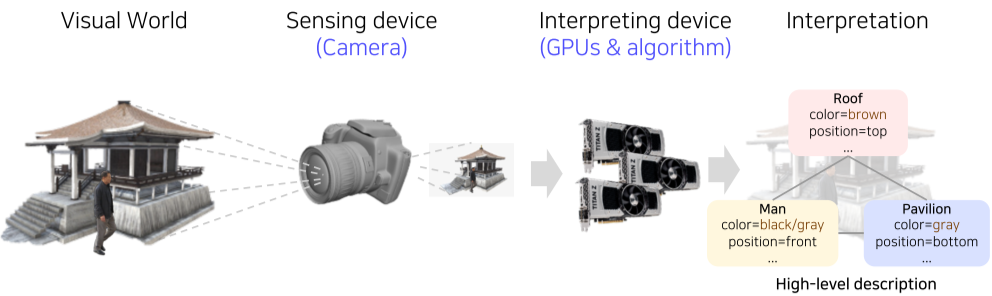 Visual World
Sensing device
(Camera)
Interpreting device
(GPUs & algorithm)
Interpretation
TITAN Z
TITAN Z
TITAN Z
Roof
color=brown
position=top
...
Man
color=black/gray
position=front
...
Pavilion
color=gray
position=bottom
...
High-level description